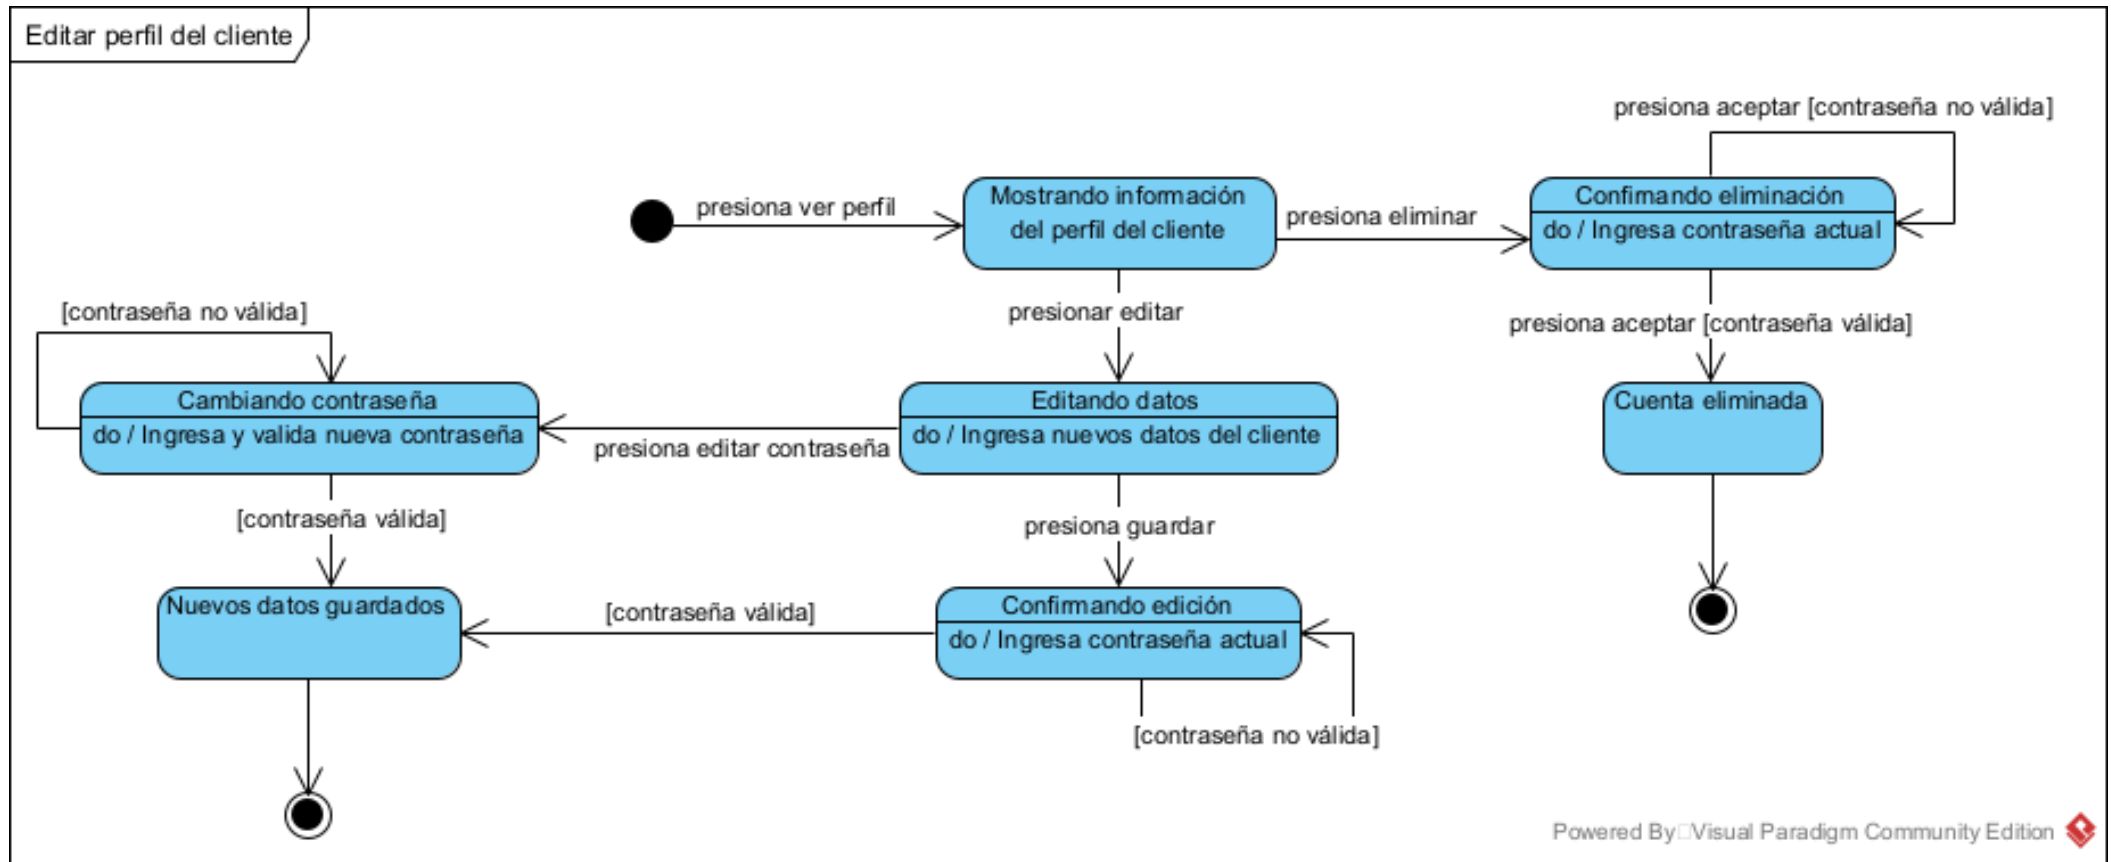 Editar perfil del cliente
presiona aceptar [contraseña no válida]
presiona ver perfil
Mostrando información
del perfil del cliente
presiona eliminar
Confimando eliminación
do / Ingresa contraseña actual
[contraseña no válida]
presionar editar
presiona aceptar [contraseña válida]
Cambiando contraseña
do / Ingresa y valida nueva contraseña
presiona editar contraseña
Editando datos
do / Ingresa nuevos datos del cliente
Cuenta eliminada
[contraseña válida]
presiona guardar
Nuevos datos guardados
[contraseña válida]
Confirmando edición
do / Ingresa contraseña actual
[contraseña no válida]
Powered By Visual Paradigm Community Edition